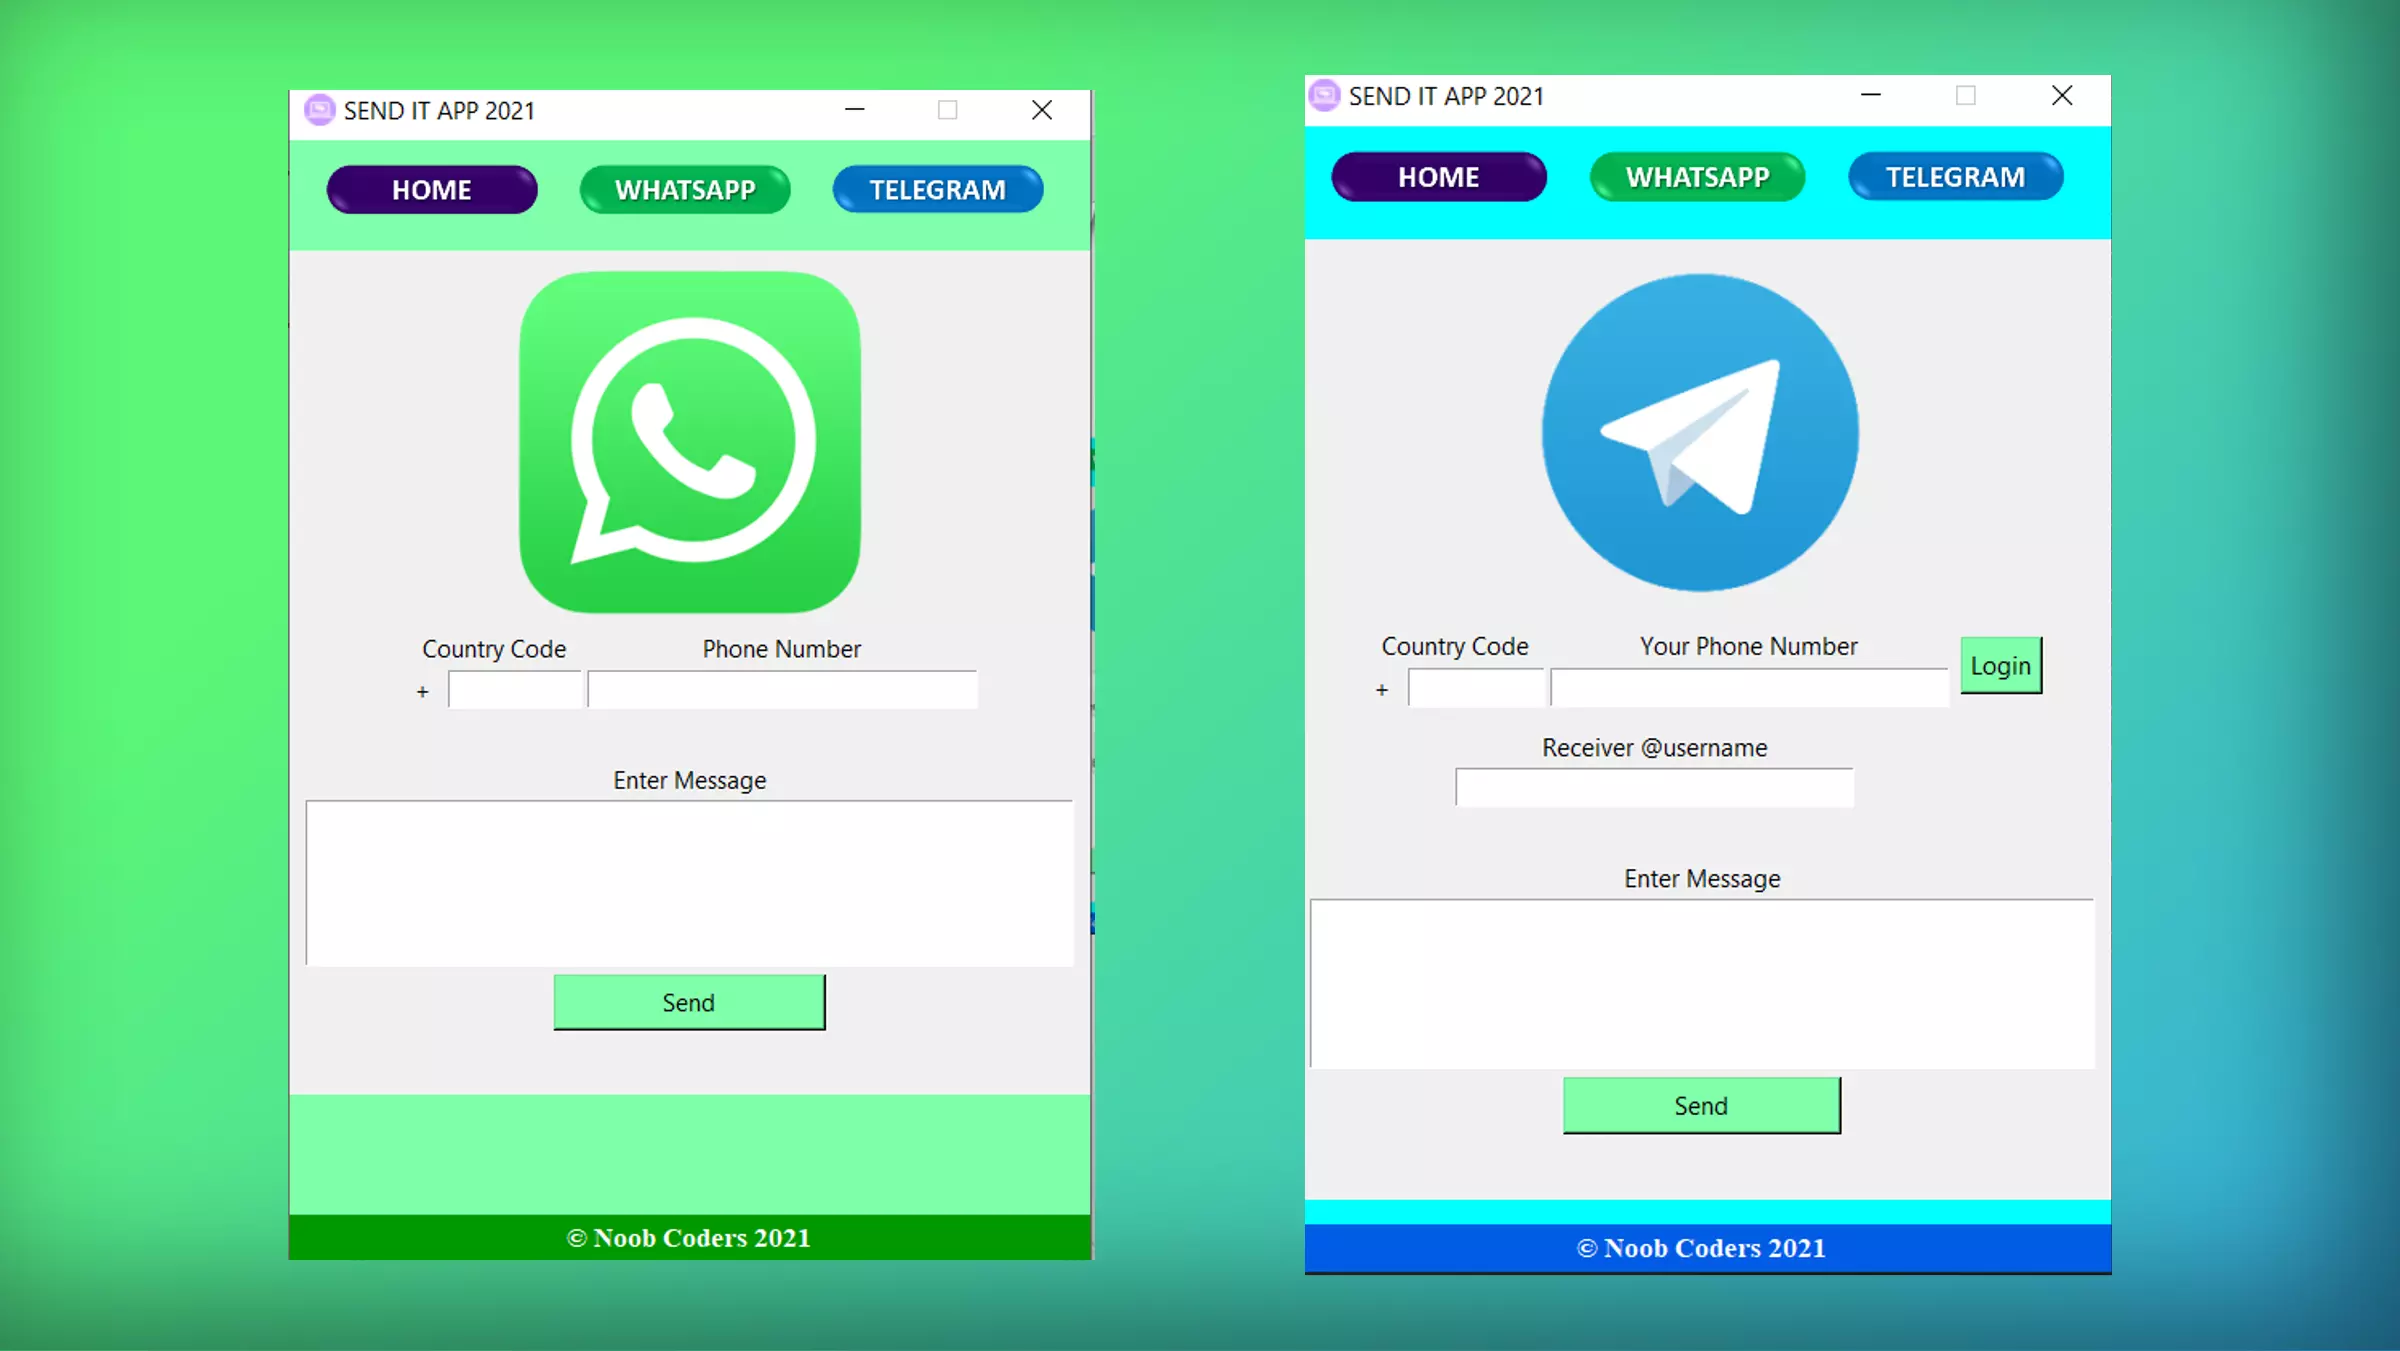 SEND IT APP 2021
HOME WHATSAPP TELEGRAM
Country Code Phone Number
+
Enter Message
Send
© Noob Coders 2021
SEND IT APP 2021
HOME WHATSAPP TELEGRAM
Country Code Your Phone Number Login
+
Receiver @username
Enter Message
Send
© Noob Coders 2021